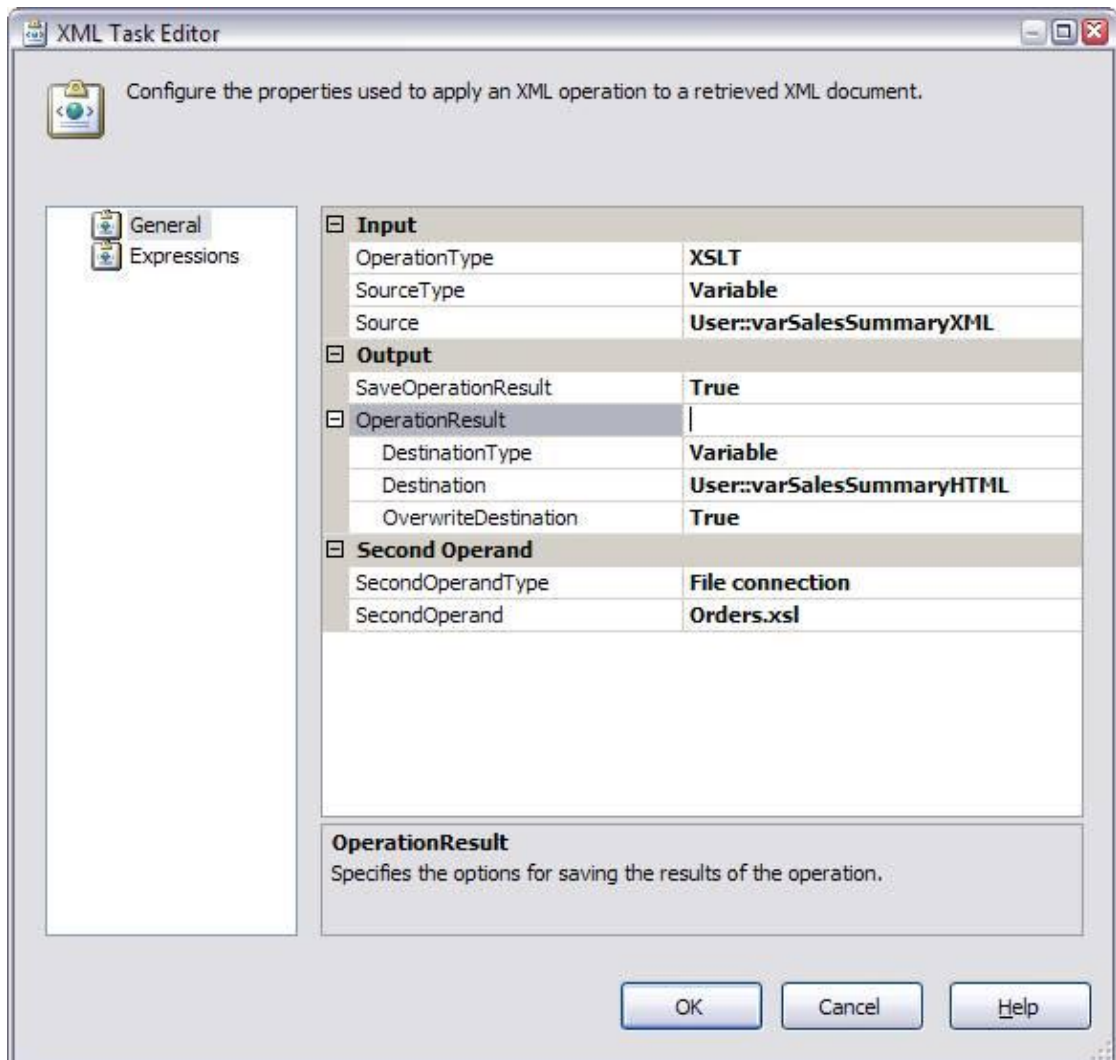 XML Task Editor
Configure the properties used to apply an XML operation to a retrieved XML document.
General
Expressions
Input
OperationType XSLT
SourceType Variable
Source User::varSalesSummaryXML
Output
SaveOperationResult True
OperationResult
DestinationType Variable
Destination User::varSalesSummaryHTML
OverwriteDestination True
Second Operand
SecondOperandType File connection
SecondOperand Orders.xsl
OperationResult
Specifies the options for saving the results of the operation.
OK Cancel Help